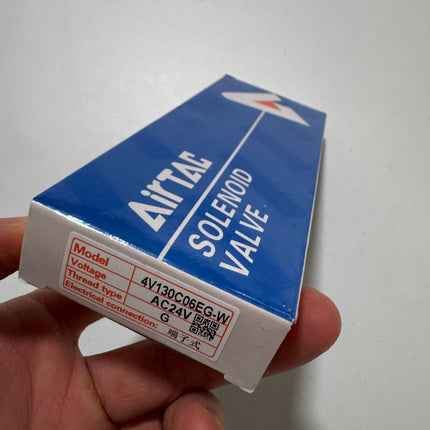 AirTAC
SOLENOID
VALVE
Model 4V130C06EG-W
Voltage AC24V
Thread type G
Electrical connection: 端子式